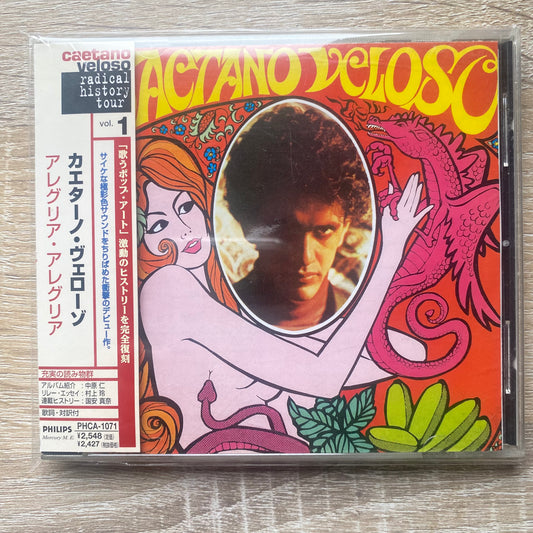 caetano
veloso
radical
history
tour
vol. 1
カエターノ・ヴェローゾ
アレグリア・アレグリア
「歌うポップ・アート」激動のヒストリーを完全復刻
サイケな極彩色サウンドをちりばめた衝撃のデビュー作。
充実の読み物群
アルバム紹介：中原 仁
リレー・エッセイ：村上 玲
連載ヒストリー：国安 真奈
歌詞・対訳付
PHILIPS
Mercury M. E.
PHCA-1071
¥2,548
¥2,427
AETANO VELOSO